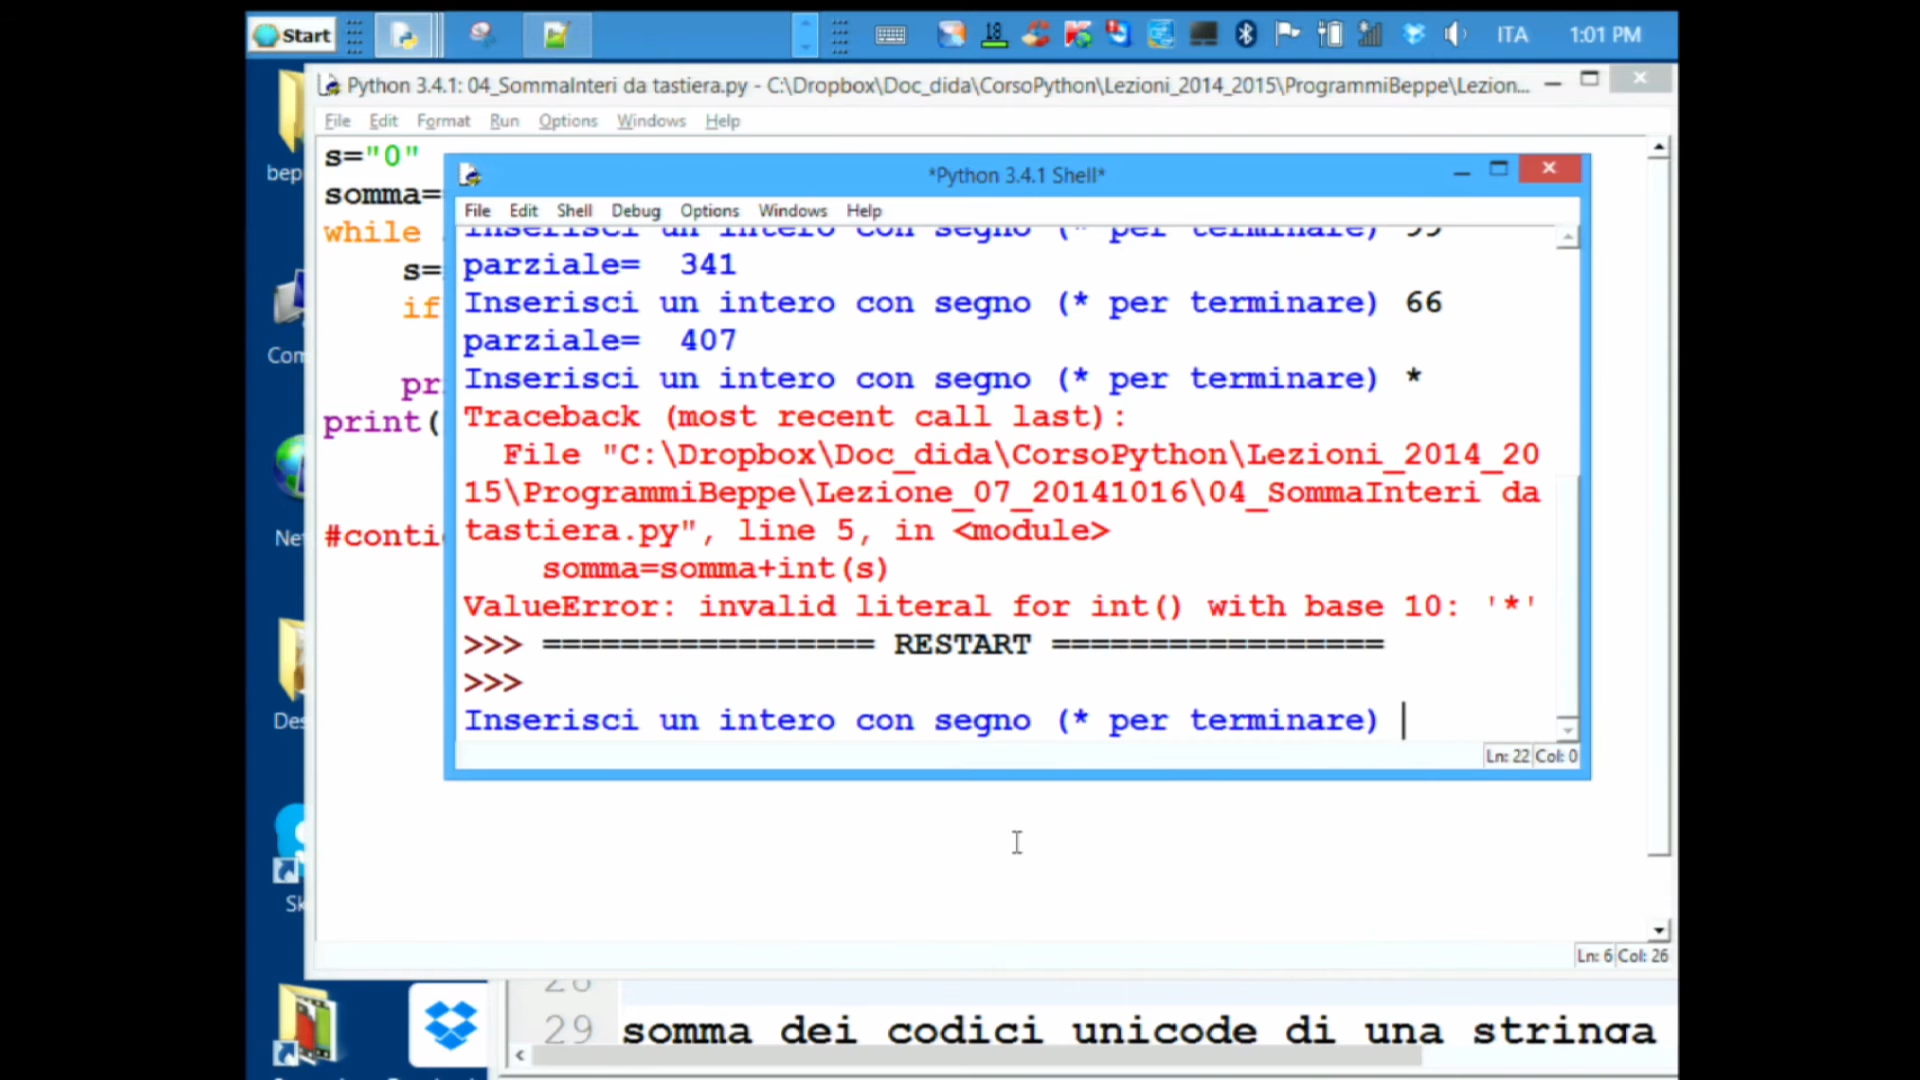 Start
18
ITA
1:01 PM
Python 3.4.1: 04_SommaInteri da tastiera.py - C:\Dropbox\Doc_dida\CorsoPython\Lezioni_2014_2015\ProgrammiBeppe\Lezion...
File Edit Format Run Options Windows Help
s="0"
somma=
while
s=
if
pri
print(
#contie
*Python 3.4.1 Shell*
File Edit Shell Debug Options Windows Help
Inserisci un intero con segno (* per terminare) 99
parziale= 341
Inserisci un intero con segno (* per terminare) 66
parziale= 407
Inserisci un intero con segno (* per terminare) *
Traceback (most recent call last):
File "C:\Dropbox\Doc_dida\CorsoPython\Lezioni_2014_20
15\ProgrammiBeppe\Lezione_07_20141016\04_SommaInteri da
tastiera.py", line 5, in <module>
somma=somma+int(s)
ValueError: invalid literal for int() with base 10: '*'
>>> ================= RESTART =================
>>>
Inserisci un intero con segno (* per terminare)
Ln: 22 Col: 0
Ln: 6 Col: 26
bep
Com
Ne
Des
Sk
28
29 somma dei codici unicode di una stringa